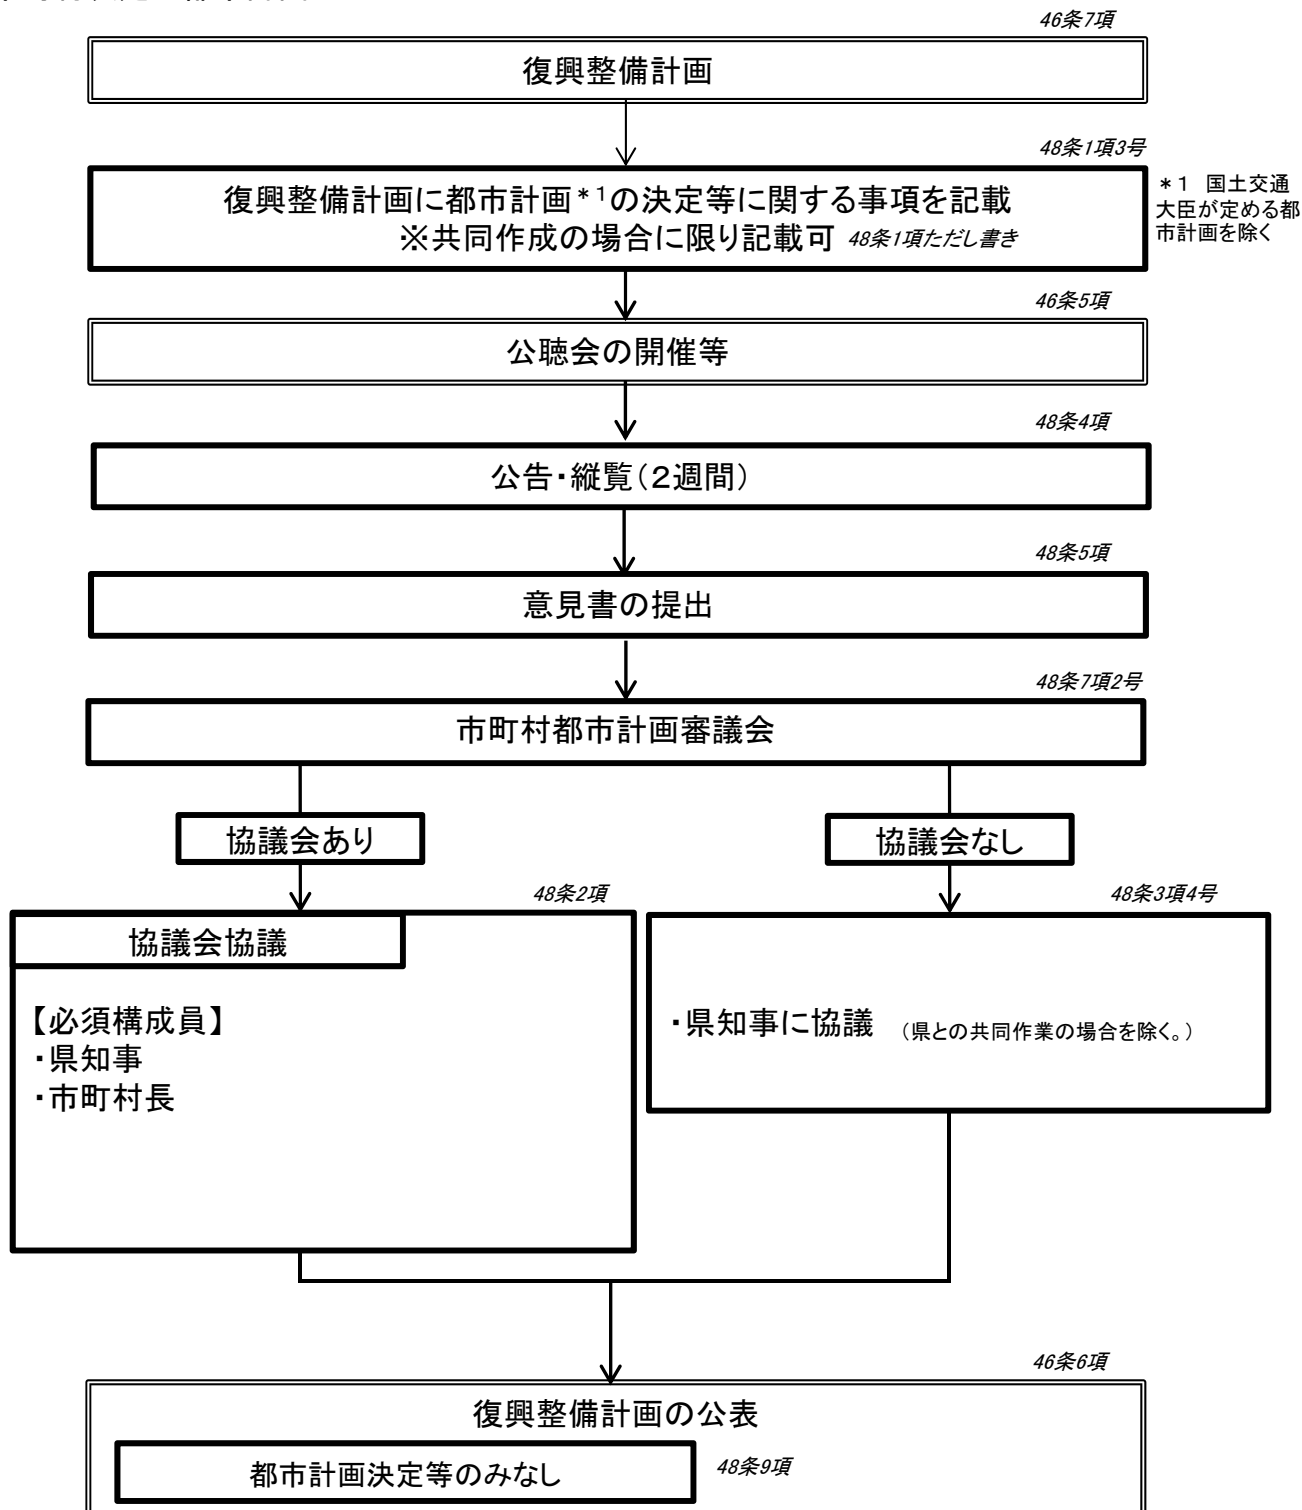 46条7項
復興整備計画
48条1項3号
復興整備計画に都市計画*1の決定等に関する事項を記載
※共同作成の場合に限り記載可 48条1項ただし書き
*1 国土交通
大臣が定める都
市計画を除く
46条5項
公聴会の開催等
48条4項
公告・縦覧(2週間)
48条5項
意見書の提出
48条7項2号
市町村都市計画審議会
協議会あり
協議会なし
48条2項
48条3項4号
協議会協議
【必須構成員】
・県知事
・市町村長
・県知事に協議 (県との共同作業の場合を除く。)
46条6項
復興整備計画の公表
都市計画決定等のみなし 48条9項